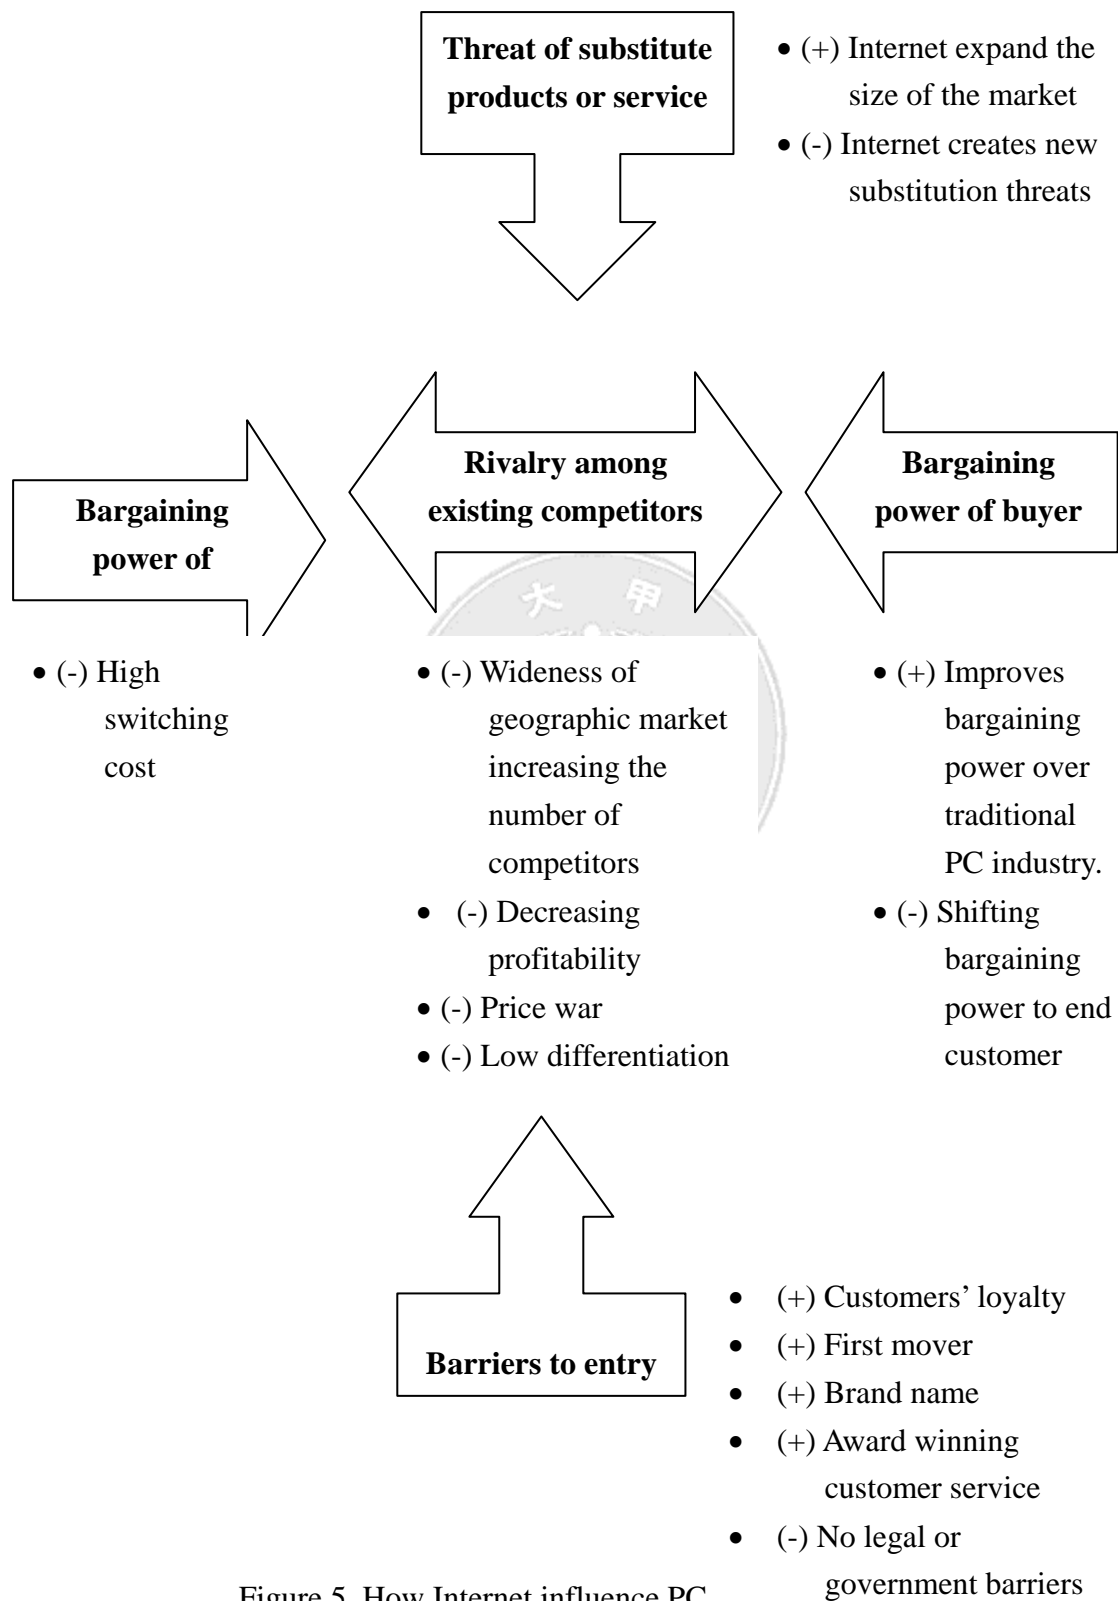 Threat of substitute
products or service
• (+) Internet expand the
size of the market
• (-) Internet creates new
substitution threats
Bargaining
power of
Rivalry among
existing competitors
Bargaining
power of buyer
大 甲
• (-) High
switching
cost
• (-) Wideness of
geographic market
increasing the
number of
competitors
• (-) Decreasing
profitability
• (-) Price war
• (-) Low differentiation
• (+) Improves
bargaining
power over
traditional
PC industry.
• (-) Shifting
bargaining
power to end
customer
Barriers to entry
• (+) Customers’ loyalty
• (+) First mover
• (+) Brand name
• (+) Award winning
customer service
• (-) No legal or
government barriers
Figure 5. How Internet influence PC